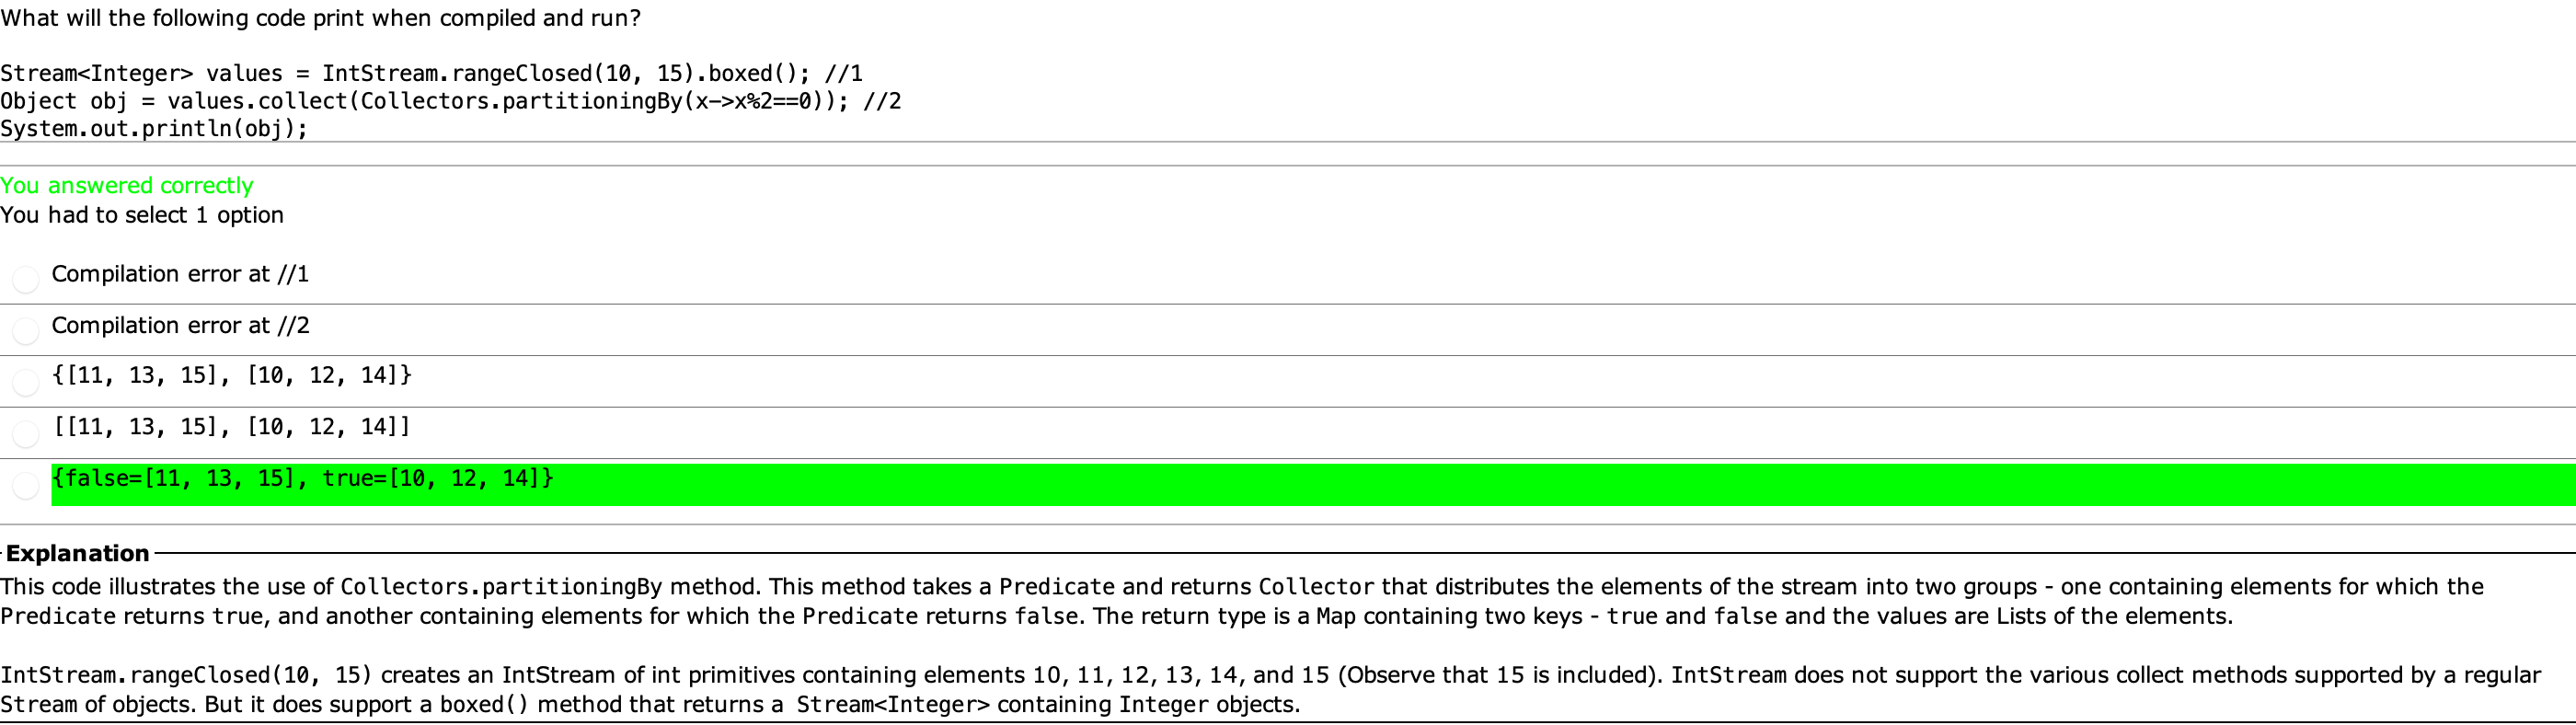 What will the following code print when compiled and run?
Stream<Integer> values = IntStream.rangeClosed(10, 15).boxed(); //1
Object obj = values.collect(Collectors.partitioningBy(x->x%2==0)); //2
System.out.println(obj);
You answered correctly
You had to select 1 option
Compilation error at //1
Compilation error at //2
{[11, 13, 15], [10, 12, 14]}
[[11, 13, 15], [10, 12, 14]]
{false=[11, 13, 15], true=[10, 12, 14]}
Explanation
This code illustrates the use of Collectors.partitioningBy method. This method takes a Predicate and returns Collector that distributes the elements of the stream into two groups - one containing elements for which the
Predicate returns true, and another containing elements for which the Predicate returns false. The return type is a Map containing two keys - true and false and the values are Lists of the elements.
IntStream.rangeClosed(10, 15) creates an IntStream of int primitives containing elements 10, 11, 12, 13, 14, and 15 (Observe that 15 is included). IntStream does not support the various collect methods supported by a regular
Stream of objects. But it does support a boxed() method that returns a Stream<Integer> containing Integer objects.